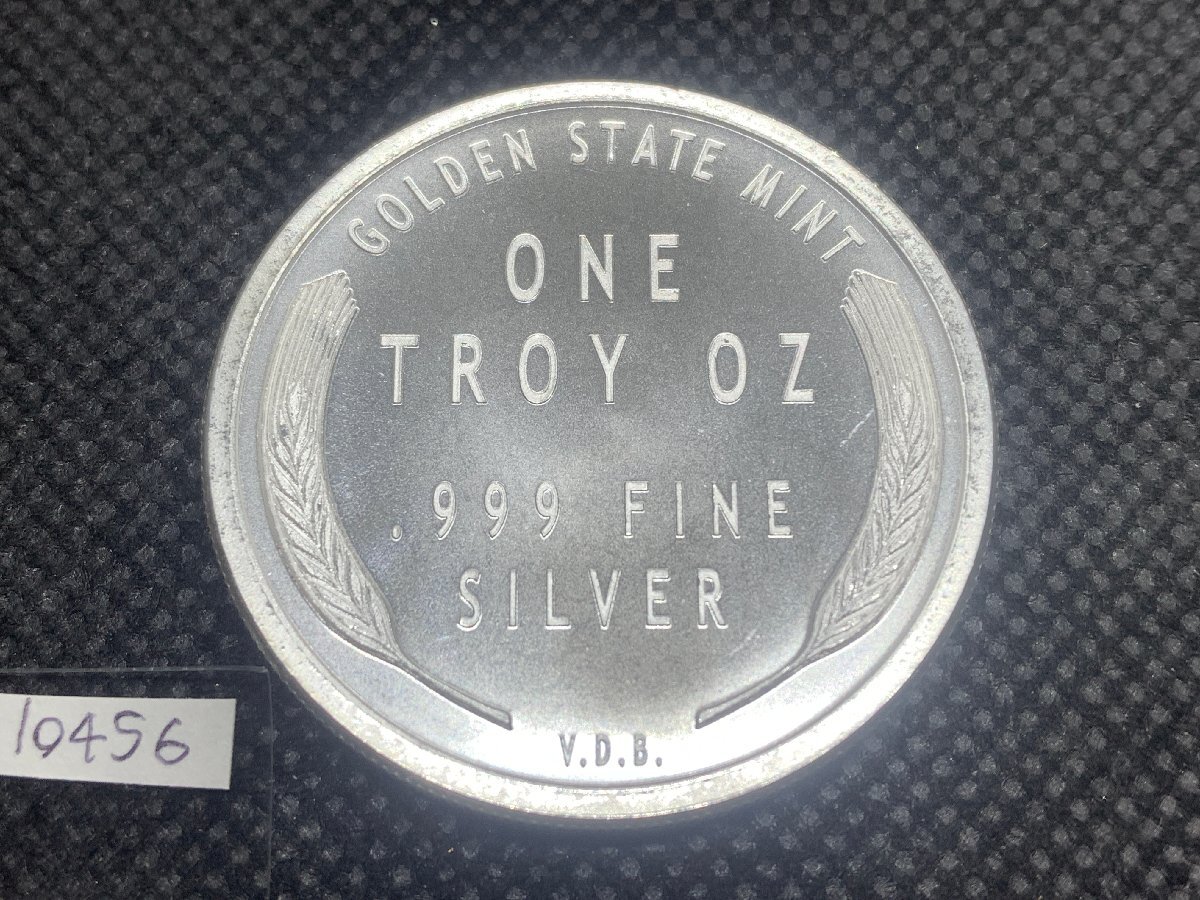 GOLDEN STATE MINT
ONE
TROY OZ
.999 FINE
SILVER
V.D.B.
10456